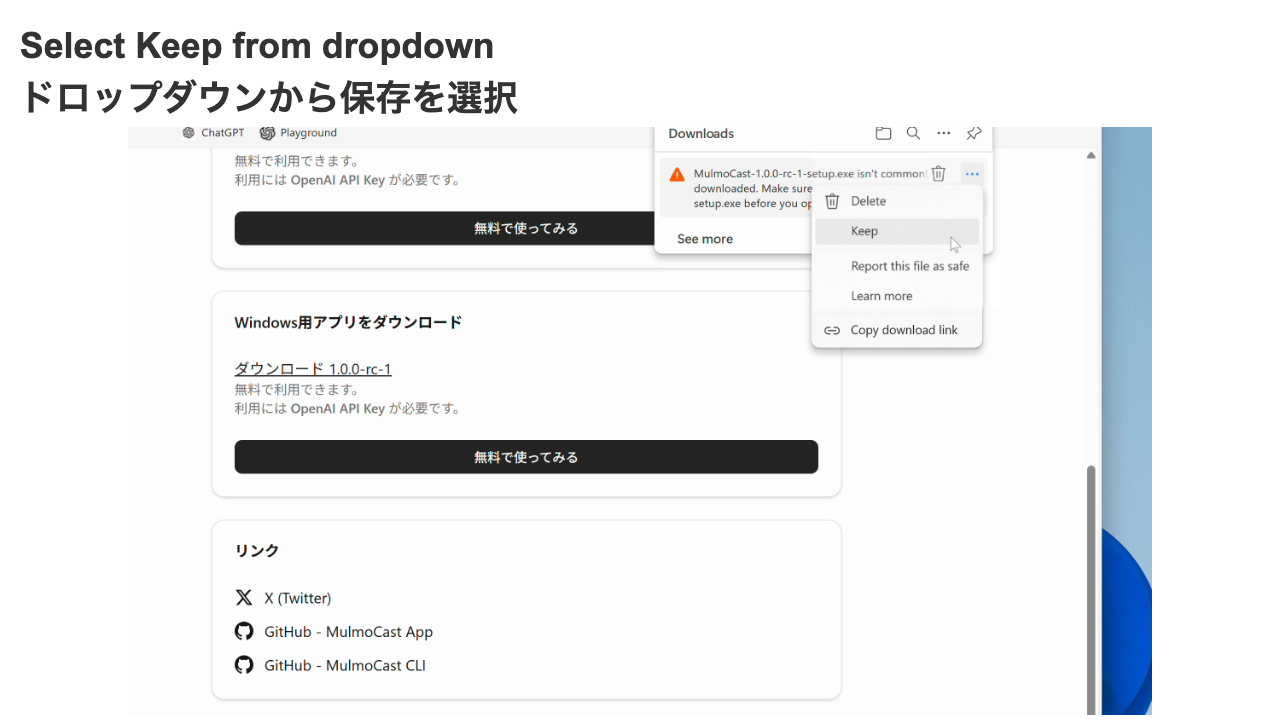 Select Keep from dropdown
ドロップダウンから保存を選択
ChatGPT
Playground
Downloads
無料で利用できます。
利用には OpenAI API Key が必要です。
MulmoCast-1.0.0-rc-1-setup.exe isn't common
downloaded. Make sure
setup.exe before you op
Delete
Keep
無料で使ってみる
See more
Report this file as safe
Learn more
Copy download link
Windows用アプリをダウンロード
ダウンロード 1.0.0-rc-1
無料で利用できます。
利用には OpenAI API Key が必要です。
無料で使ってみる
リンク
X (Twitter)
GitHub - MulmoCast App
GitHub - MulmoCast CLI